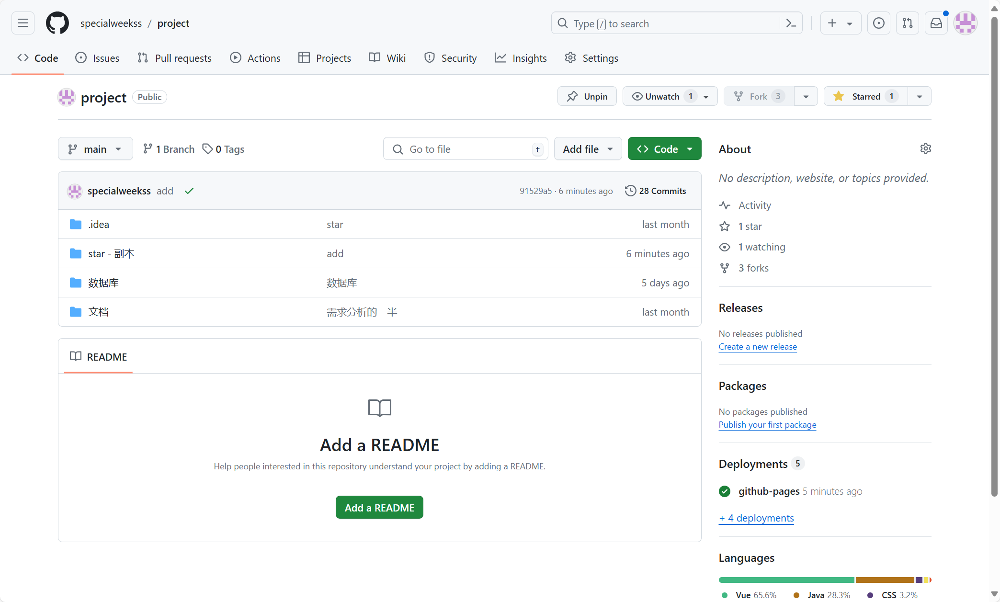 specialweekss / project
Type / to search
Code
Issues
Pull requests
Actions
Projects
Wiki
Security
Insights
Settings
project Public
Unpin
Unwatch 1
Fork 3
Starred 1
main
1 Branch
0 Tags
Go to file
t
Add file
Code
specialweekss add
91529a5 · 6 minutes ago
28 Commits
.idea star last month
star - 副本 add 6 minutes ago
数据库 数据库 5 days ago
文档 需求分析的一半 last month
README
Add a README
Help people interested in this repository understand your project by adding a README.
Add a README
About
No description, website, or topics provided.
Activity
1 star
1 watching
3 forks
Releases
No releases published
Create a new release
Packages
No packages published
Publish your first package
Deployments 5
github-pages 5 minutes ago
+ 4 deployments
Languages
Vue 65.6% Java 28.3% CSS 3.2%